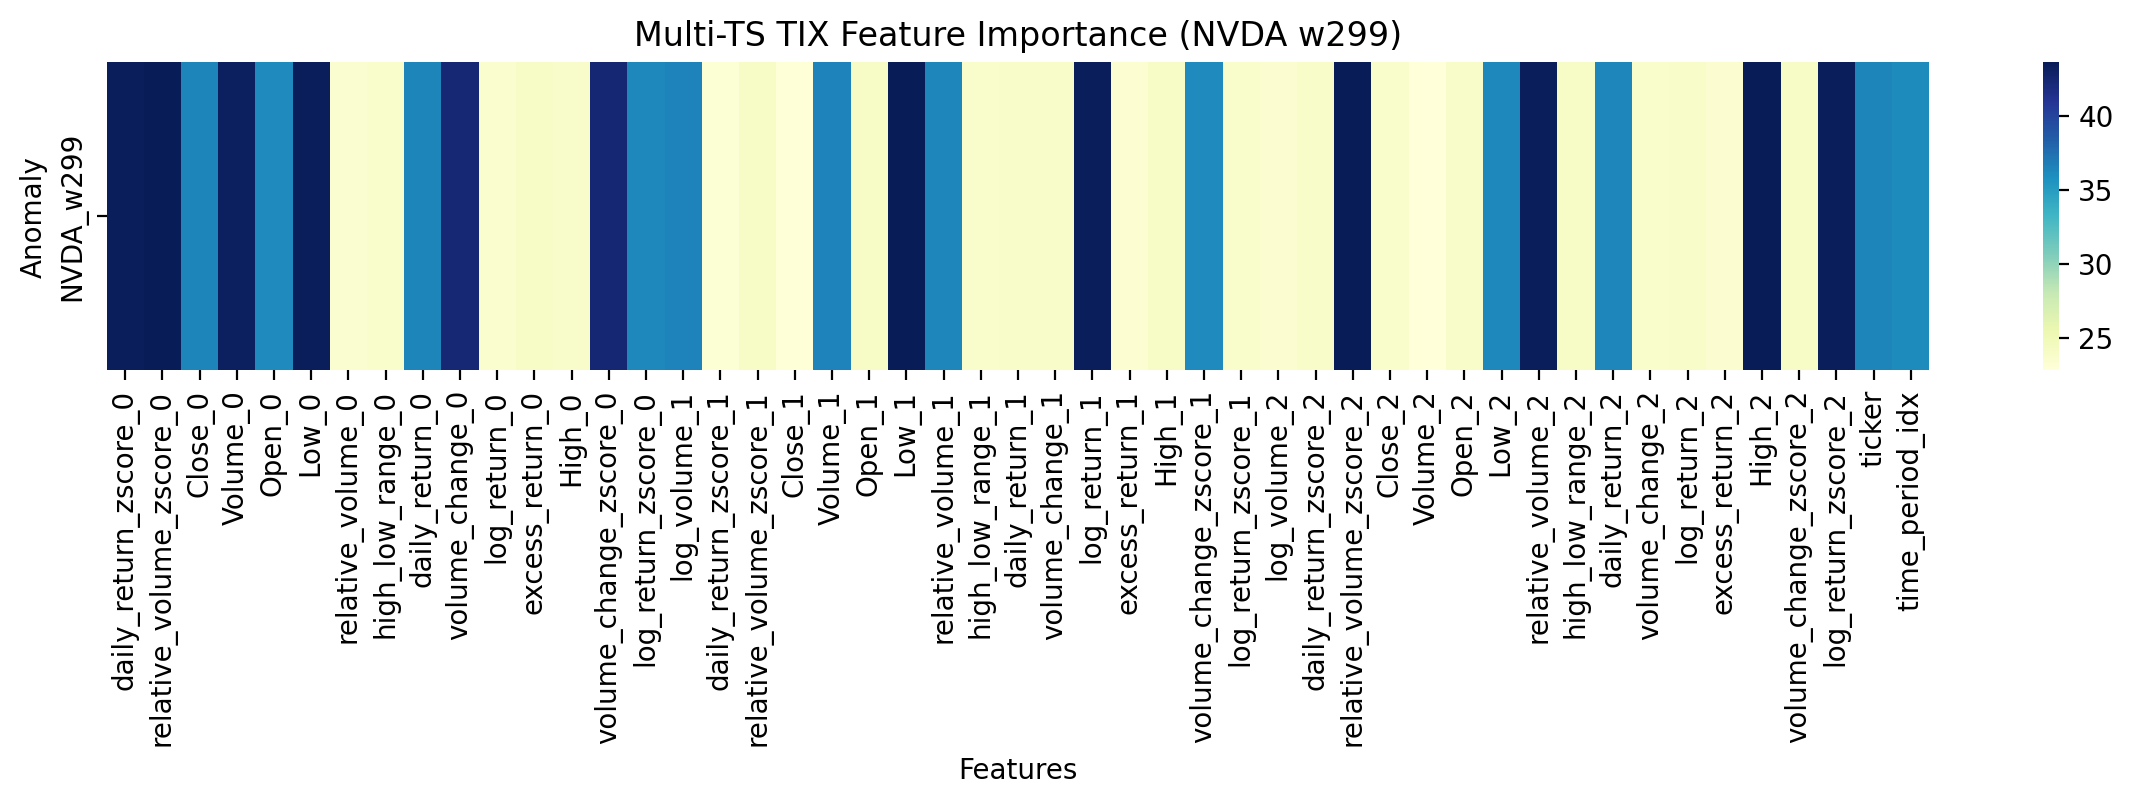 Multi-TS TIX Feature Importance (NVDA w299)
Anomaly
NVDA_w299
40
35
30
25
daily_return_zscore_0
relative_volume_zscore_0
Close_0
Volume_0
Open_0
Low_0
relative_volume_0
high_low_range_0
daily_return_0
volume_change_0
log_return_0
excess_return_0
High_0
volume_change_zscore_0
log_return_zscore_0
log_volume_1
daily_return_zscore_1
relative_volume_zscore_1
Close_1
Volume_1
Open_1
Low_1
relative_volume_1
high_low_range_1
daily_return_1
volume_change_1
log_return_1
excess_return_1
High_1
volume_change_zscore_1
log_return_zscore_1
log_volume_2
daily_return_zscore_2
relative_volume_zscore_2
Close_2
Volume_2
Open_2
Low_2
relative_volume_2
high_low_range_2
daily_return_2
volume_change_2
log_return_2
excess_return_2
High_2
volume_change_zscore_2
log_return_zscore_2
ticker
time_period_idx
Features